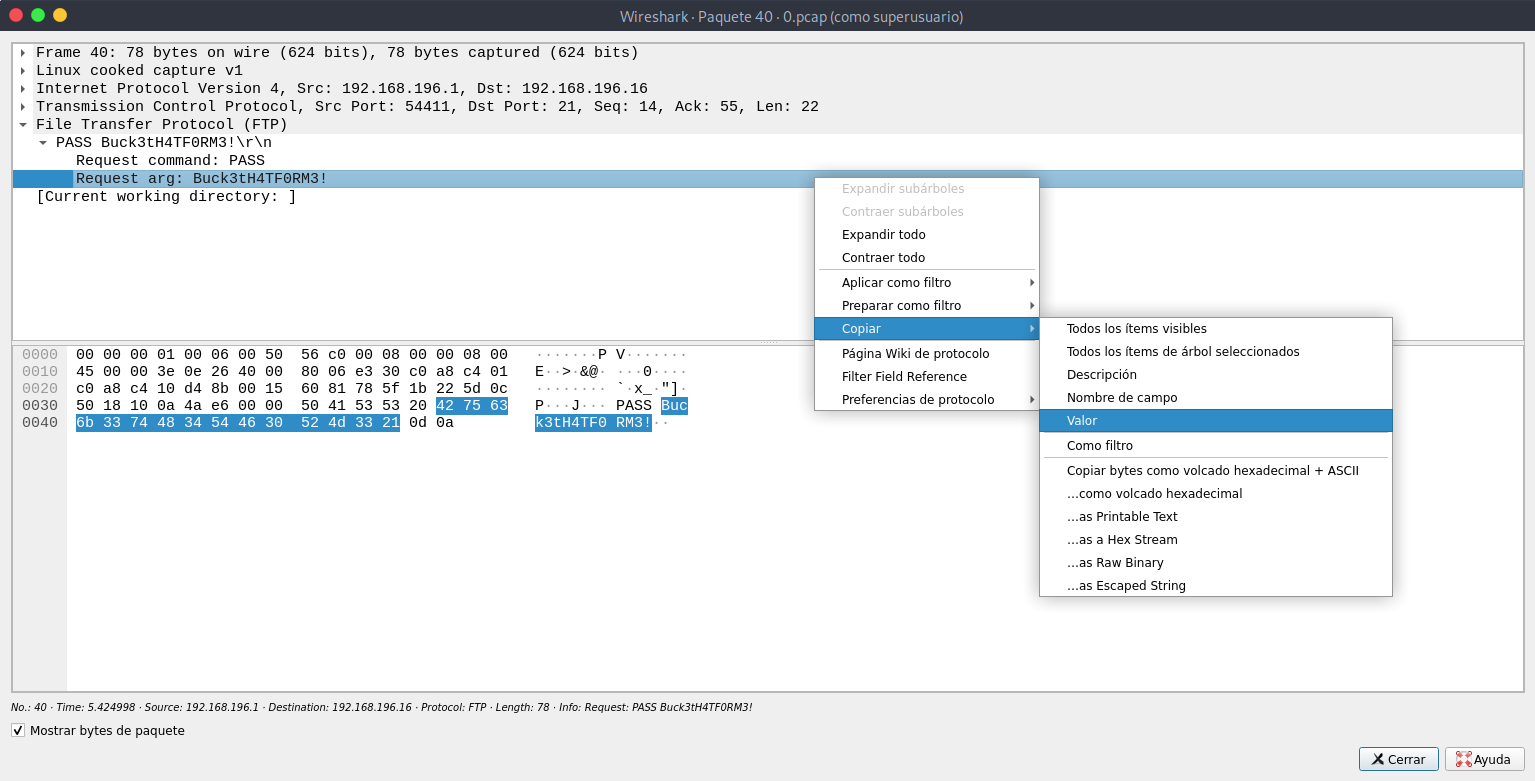 Wireshark · Paquete 40 · 0.pcap (como superusuario)
Frame 40: 78 bytes on wire (624 bits), 78 bytes captured (624 bits)
Linux cooked capture v1
Internet Protocol Version 4, Src: 192.168.196.1, Dst: 192.168.196.16
Transmission Control Protocol, Src Port: 54411, Dst Port: 21, Seq: 14, Ack: 55, Len: 22
File Transfer Protocol (FTP)
PASS Buck3tH4TF0RM3!\r\n
Request command: PASS
Request arg: Buck3tH4TF0RM3!
[Current working directory: ]
Expandir subárboles
Contraer subárboles
Expandir todo
Contraer todo
Aplicar como filtro
Preparar como filtro
Copiar
Página Wiki de protocolo
Filter Field Reference
Preferencias de protocolo
Todos los ítems visibles
Todos los ítems de árbol seleccionados
Descripción
Nombre de campo
Valor
Como filtro
Copiar bytes como volcado hexadecimal + ASCII
...como volcado hexadecimal
...as Printable Text
...as a Hex Stream
...as Raw Binary
...as Escaped String
0000 00 00 00 01 00 06 00 50 56 c0 00 08 00 00 08 00 ·······P V·······
0010 45 00 00 3e 0e 26 40 00 80 06 e3 30 c0 a8 c4 01 E··>·&@· ···0····
0020 c0 a8 c4 10 d4 8b 00 15 60 81 78 5f 1b 22 5d 0c ········ `·x_·"]·
0030 50 18 10 0a 4a e6 00 00 50 41 53 53 20 42 75 63 P···J··· PASS Buc
0040 6b 33 74 48 34 54 46 30 52 4d 33 21 0d 0a k3tH4TF0 RM3!··
No.: 40 · Time: 5.424998 · Source: 192.168.196.1 · Destination: 192.168.196.16 · Protocol: FTP · Length: 78 · Info: Request: PASS Buck3tH4TF0RM3!
Mostrar bytes de paquete
Cerrar
Ayuda